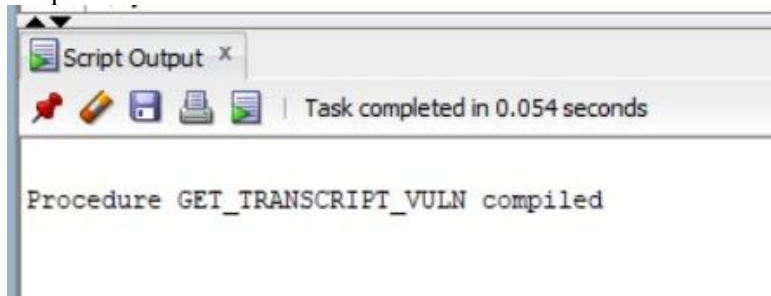 Script Output x
Task completed in 0.054 seconds
Procedure GET_TRANSCRIPT_VULN compiled